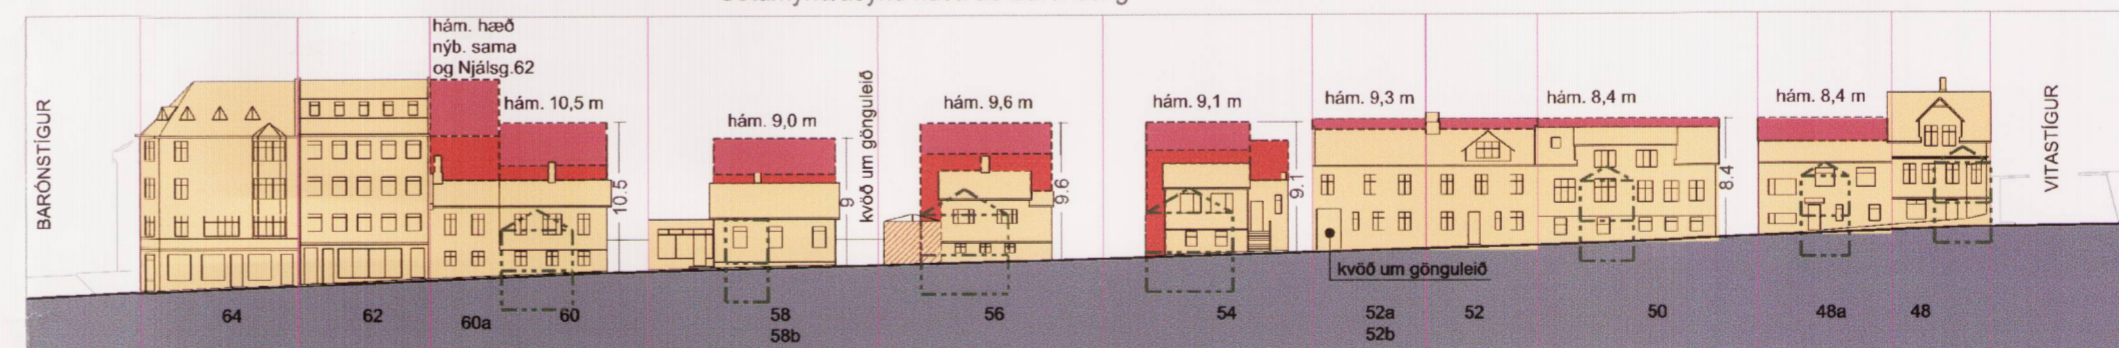 hám. hæð
nýb. sama
og Njálsg.62
hám. 10,5 m
hám. 9,0 m
kvöð um gönguleið
hám. 9,6 m
hám. 9,1 m
hám. 9,3 m
hám. 8,4 m
hám. 8,4 m
BARÓNSTÍGUR
10.5
9
9.6
9.1
8.4
VITASTÍGUR
kvöð um gönguleið
64
62
60a
60
58
58b
56
54
52a
52b
52
50
48a
48